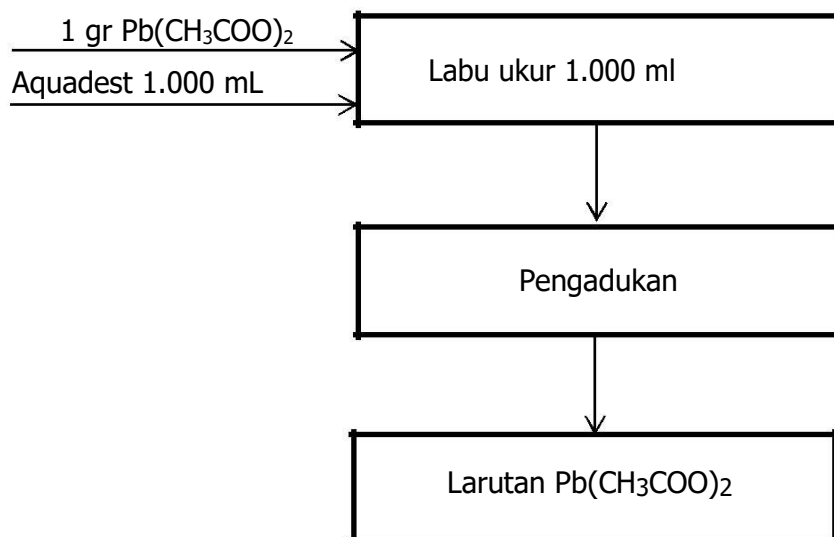 1 gr Pb(CH₃COO)₂
Aquadest 1.000 mL
Labu ukur 1.000 ml
Pengadukan
Larutan Pb(CH₃COO)₂